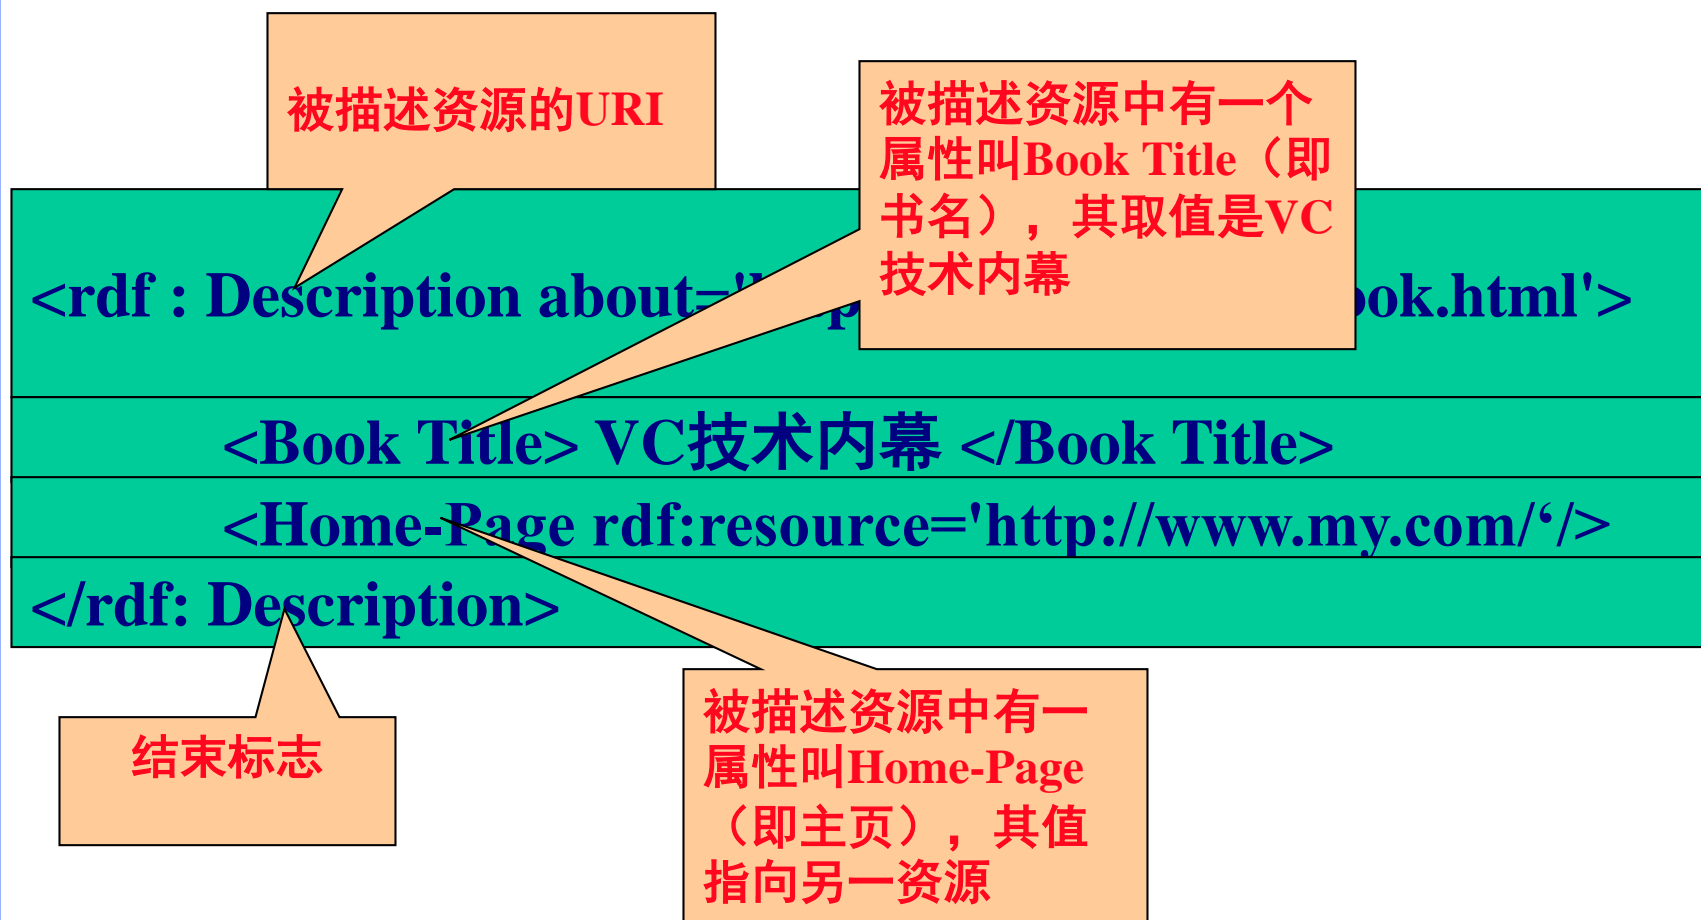 被描述资源的URI
被描述资源中有一个
属性叫Book Title（即
书名），其取值是VC
技术内幕
<rdf : Description about=' ook.html'>
<Book Title> VC技术内幕 </Book Title>
<Home-Page rdf:resource='http://www.my.com/‘/>
</rdf: Description>
结束标志
被描述资源中有一
属性叫Home-Page
（即主页），其值
指向另一资源